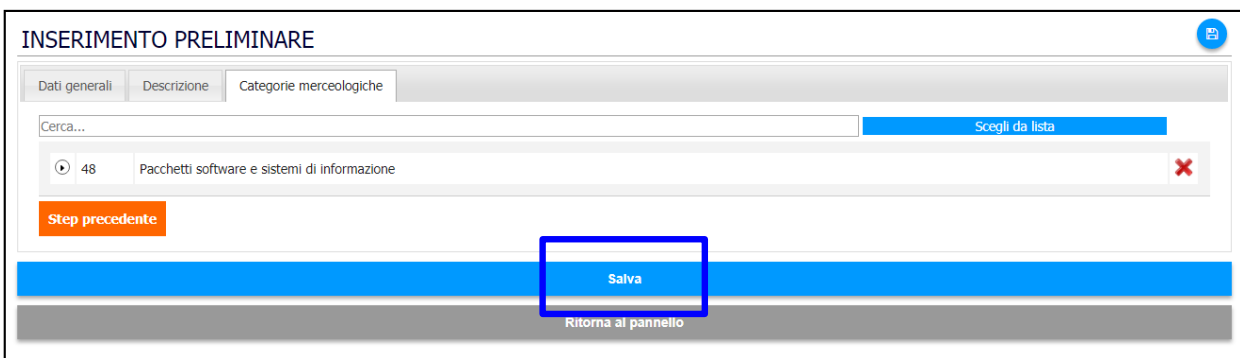 INSERIMENTO PRELIMINARE
Dati generali Descrizione Categorie merceologiche
Cerca... Scegli da lista
48 Pacchetti software e sistemi di informazione
Step precedente
Salva
Ritorna al pannello